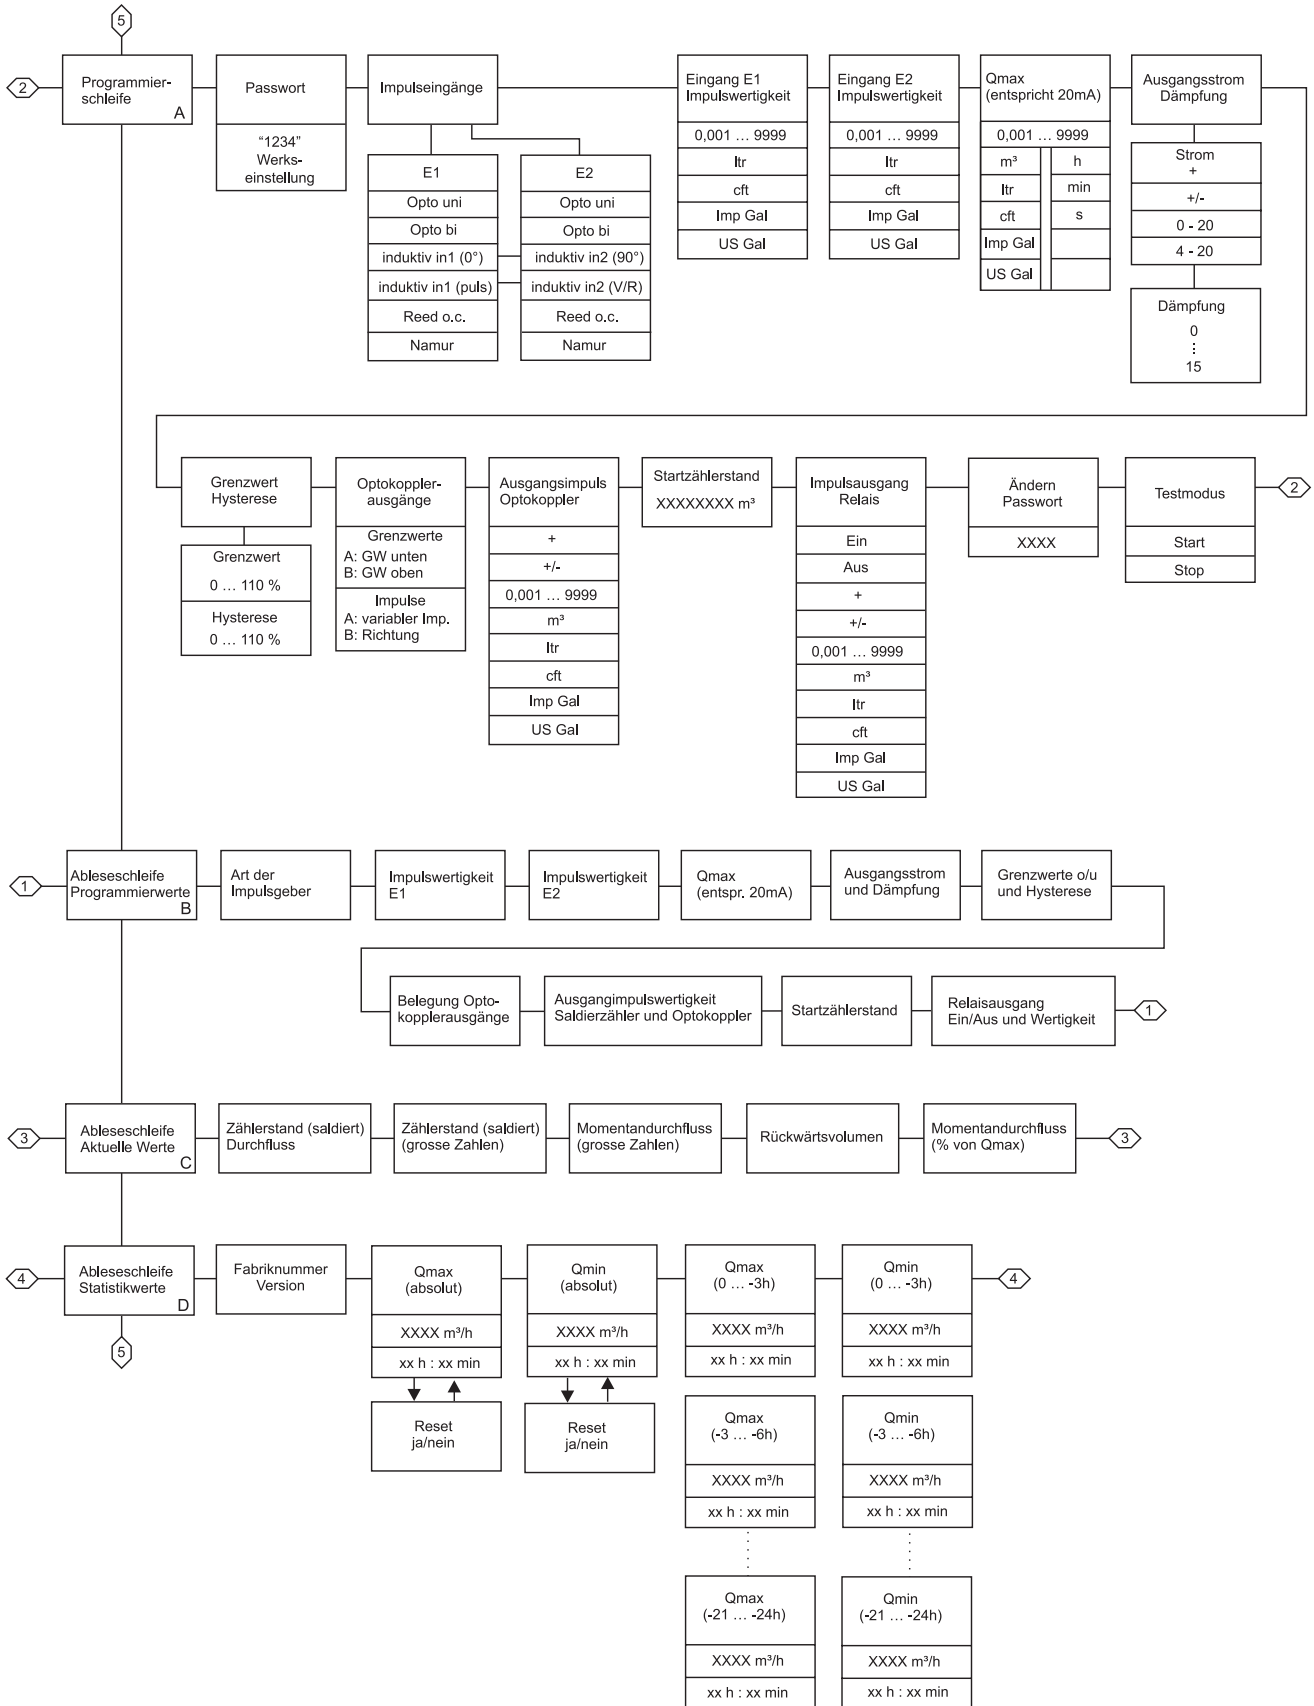 5
2
Programmier-
schleife
A
Passwort
"1234"
Werks-
einstellung
Impulseingänge
E1
Opto uni
Opto bi
induktiv in1 (0°)
induktiv in1 (puls)
Reed o.c.
Namur
E2
Opto uni
Opto bi
induktiv in2 (90°)
induktiv in2 (V/R)
Reed o.c.
Namur
Eingang E1
Impulswertigkeit
0,001 ... 9999
ltr
cft
Imp Gal
US Gal
Eingang E2
Impulswertigkeit
0,001 ... 9999
ltr
cft
Imp Gal
US Gal
Qmax
(entspricht 20mA)
0,001 ... 9999
m³
h
ltr
min
cft
s
Imp Gal
US Gal
Ausgangsstrom
Dämpfung
Strom
+
+/-
0 - 20
4 - 20
Dämpfung
0
⋮
15
Grenzwert
Hysterese
Grenzwert
0 ... 110 %
Hysterese
0 ... 110 %
Optokoppler-
ausgänge
Grenzwerte
A: GW unten
B: GW oben
Impulse
A: variabler Imp.
B: Richtung
Ausgangsimpuls
Optokoppler
+
+/-
0,001 ... 9999
m³
ltr
cft
Imp Gal
US Gal
Startzählerstand
XXXXXXXX m³
Impulsausgang
Relais
Ein
Aus
+
+/-
0,001 ... 9999
m³
ltr
cft
Imp Gal
US Gal
Ändern
Passwort
XXXX
Testmodus
Start
Stop
2
1
Ableseschleife
Programmierwerte
B
Art der
Impulsgeber
Impulswertigkeit
E1
Impulswertigkeit
E2
Qmax
(entspr. 20mA)
Ausgangsstrom
und Dämpfung
Grenzwerte o/u
und Hysterese
Belegung Opto-
kopplerausgänge
Ausgangimpulswertigkeit
Saldierzähler und Optokoppler
Startzählerstand
Relaisausgang
Ein/Aus und Wertigkeit
1
3
Ableseschleife
Aktuelle Werte
C
Zählerstand (saldiert)
Durchfluss
Zählerstand (saldiert)
(grosse Zahlen)
Momentandurchfluss
(grosse Zahlen)
Rückwärtsvolumen
Momentandurchfluss
(% von Qmax)
3
4
Ableseschleife
Statistikwerte
D
5
Fabriknummer
Version
Qmax
(absolut)
XXXX m³/h
xx h : xx min
Reset
ja/nein
Qmin
(absolut)
XXXX m³/h
xx h : xx min
Reset
ja/nein
Qmax
(0 ... -3h)
XXXX m³/h
xx h : xx min
Qmin
(0 ... -3h)
XXXX m³/h
xx h : xx min
4
Qmax
(-3 ... -6h)
XXXX m³/h
xx h : xx min
Qmin
(-3 ... -6h)
XXXX m³/h
xx h : xx min
Qmax
(-21 ... -24h)
XXXX m³/h
xx h : xx min
Qmin
(-21 ... -24h)
XXXX m³/h
xx h : xx min